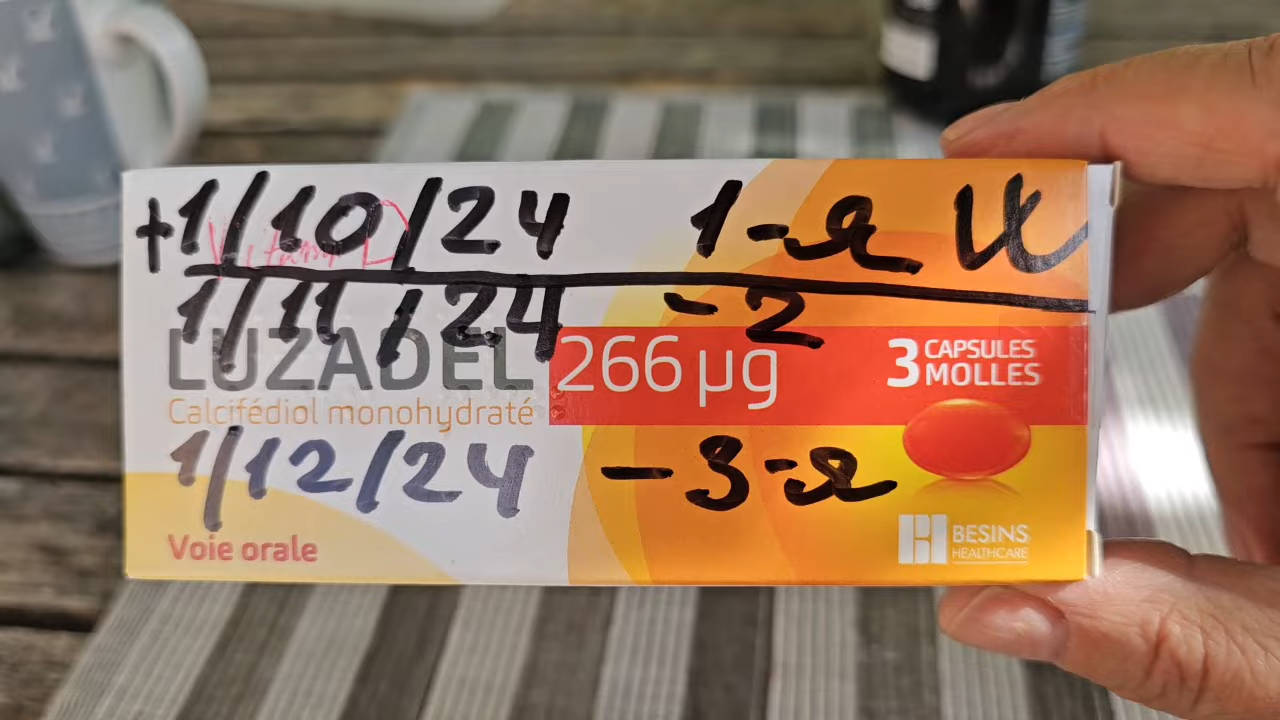 +1/10/24 1-я
Vitamin D
1/11/24 - 2
LUZADEL 266 µg 3 CAPSULES MOLLES
Calcifédiol monohydraté
1/12/24 - 3-я
Voie orale
BESINS
HEALTHCARE